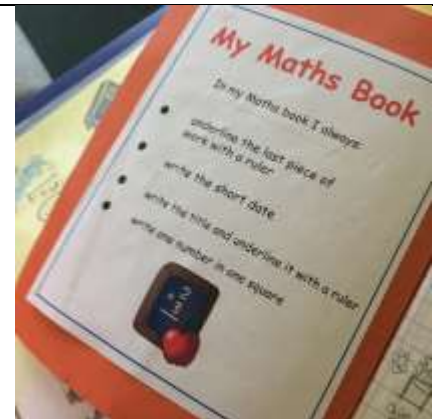 My Maths Book
In my Maths book I always:
underline the last piece of
work with a ruler
write the short date
write the title and underline it with a ruler
write one number in one square